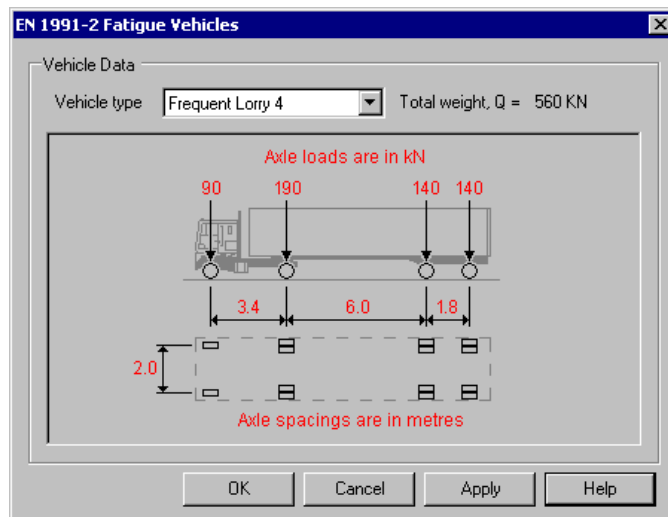 EN 1991-2 Fatigue Vehicles
Vehicle Data
Vehicle type Frequent Lorry 4 Total weight, Q = 560 KN
Axle loads are in kN
90 190 140 140
3.4 6.0 1.8
2.0
Axle spacings are in metres
OK Cancel Apply Help